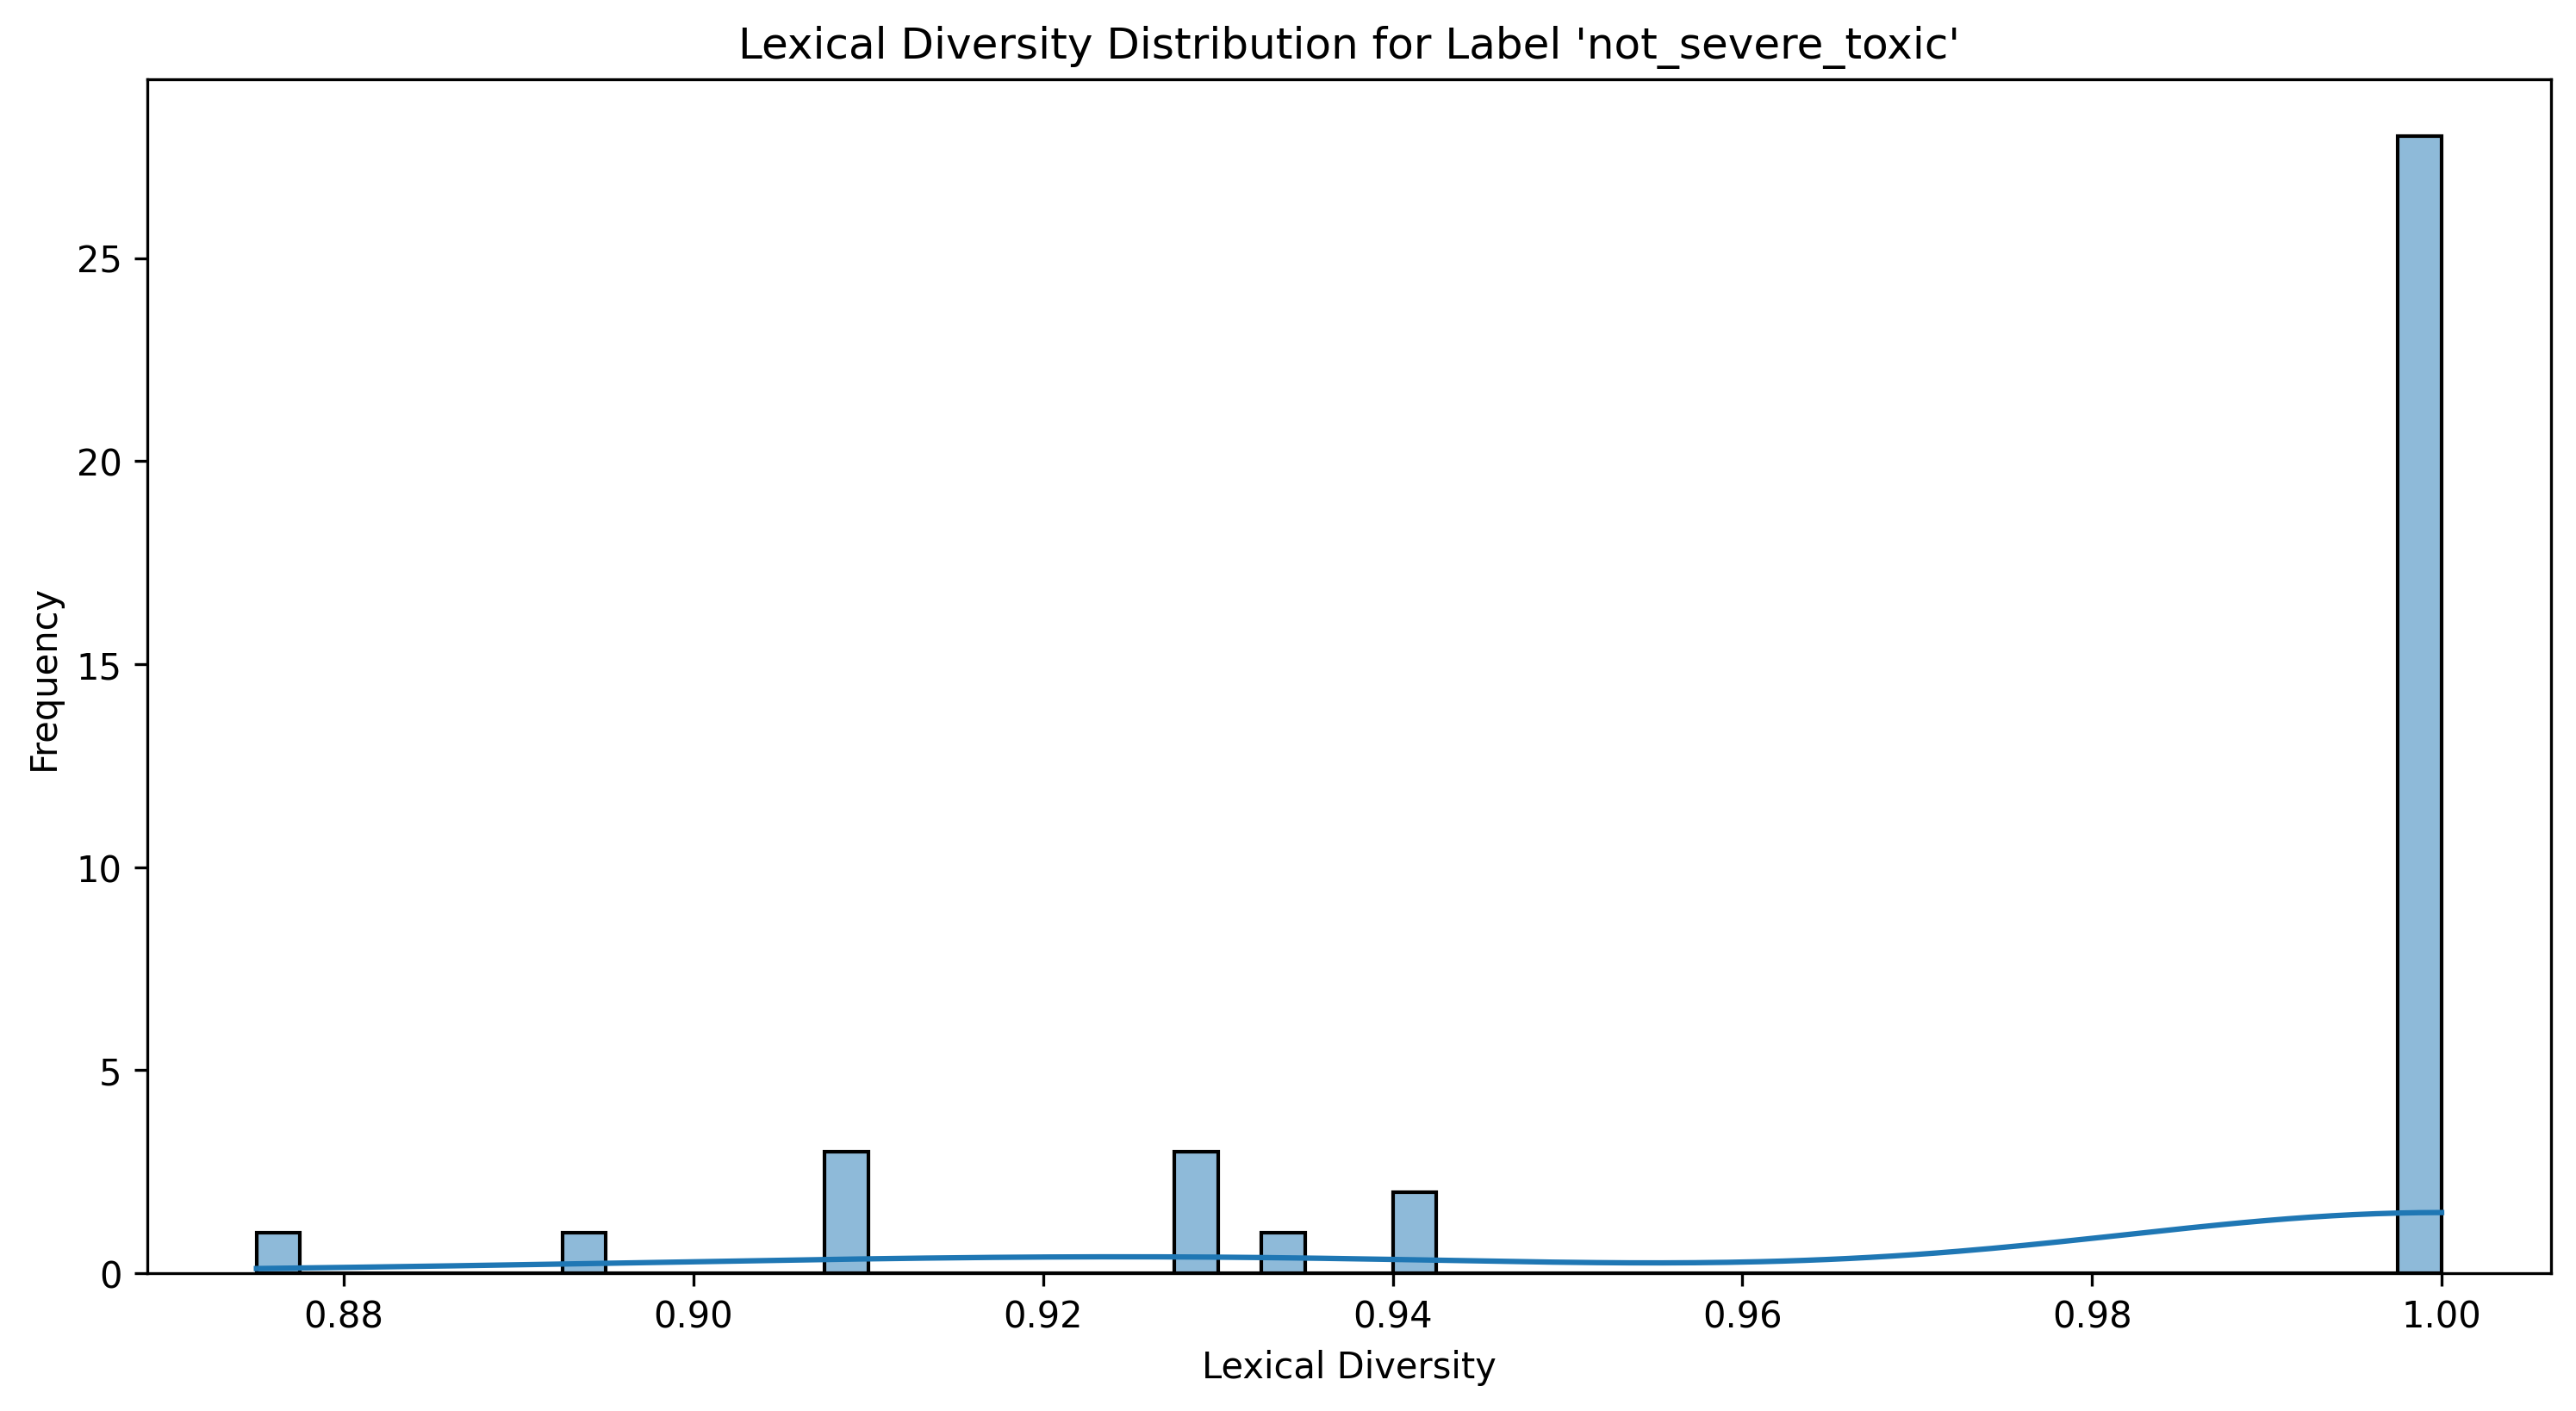 Lexical Diversity Distribution for Label 'not_severe_toxic'
Frequency
25
20
15
10
5
0
0.88 0.90 0.92 0.94 0.96 0.98 1.00
Lexical Diversity